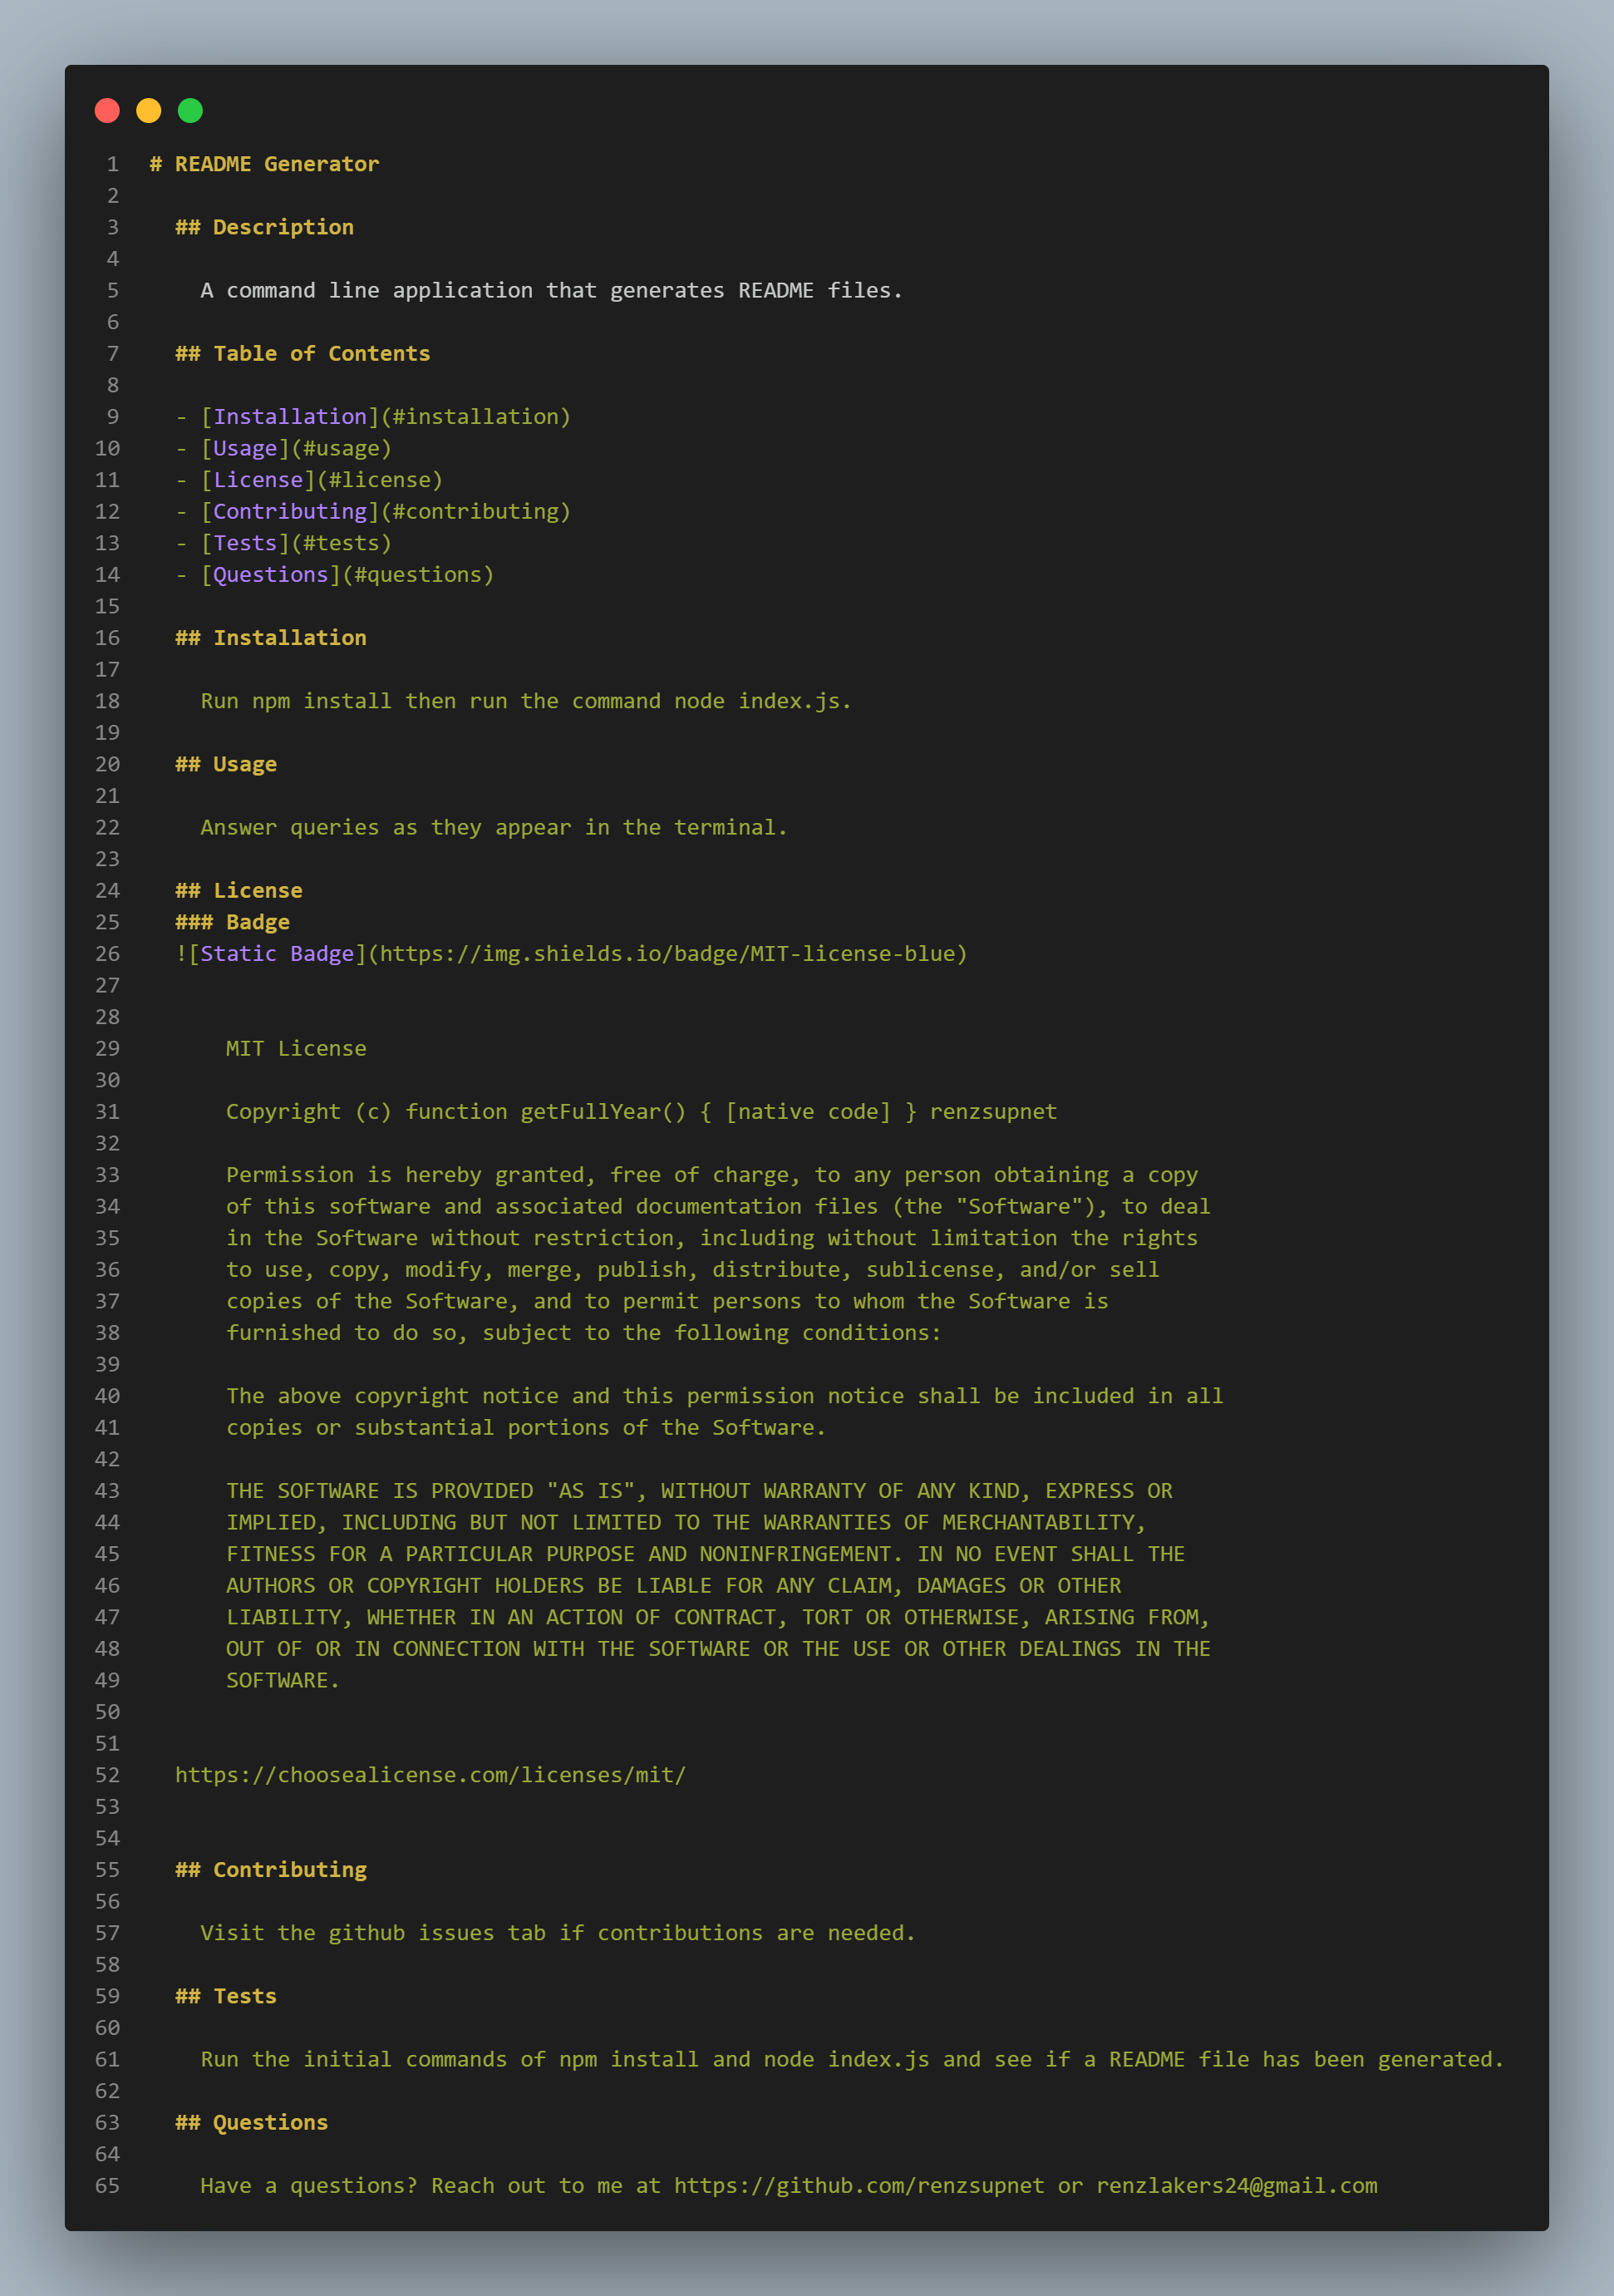 1 # README Generator
2
3 ## Description
4
5 A command line application that generates README files.
6
7 ## Table of Contents
8
9 - [Installation](#installation)
10 - [Usage](#usage)
11 - [License](#license)
12 - [Contributing](#contributing)
13 - [Tests](#tests)
14 - [Questions](#questions)
15
16 ## Installation
17
18 Run npm install then run the command node index.js.
19
20 ## Usage
21
22 Answer queries as they appear in the terminal.
23
24 ## License
25 ### Badge
26 ![Static Badge](https://img.shields.io/badge/MIT-license-blue)
27
28
29 MIT License
30
31 Copyright (c) function getFullYear() { [native code] } renzsupnet
32
33 Permission is hereby granted, free of charge, to any person obtaining a copy
34 of this software and associated documentation files (the "Software"), to deal
35 in the Software without restriction, including without limitation the rights
36 to use, copy, modify, merge, publish, distribute, sublicense, and/or sell
37 copies of the Software, and to permit persons to whom the Software is
38 furnished to do so, subject to the following conditions:
39
40 The above copyright notice and this permission notice shall be included in all
41 copies or substantial portions of the Software.
42
43 THE SOFTWARE IS PROVIDED "AS IS", WITHOUT WARRANTY OF ANY KIND, EXPRESS OR
44 IMPLIED, INCLUDING BUT NOT LIMITED TO THE WARRANTIES OF MERCHANTABILITY,
45 FITNESS FOR A PARTICULAR PURPOSE AND NONINFRINGEMENT. IN NO EVENT SHALL THE
46 AUTHORS OR COPYRIGHT HOLDERS BE LIABLE FOR ANY CLAIM, DAMAGES OR OTHER
47 LIABILITY, WHETHER IN AN ACTION OF CONTRACT, TORT OR OTHERWISE, ARISING FROM,
48 OUT OF OR IN CONNECTION WITH THE SOFTWARE OR THE USE OR OTHER DEALINGS IN THE
49 SOFTWARE.
50
51
52 https://choosealicense.com/licenses/mit/
53
54
55 ## Contributing
56
57 Visit the github issues tab if contributions are needed.
58
59 ## Tests
60
61 Run the initial commands of npm install and node index.js and see if a README file has been generated.
62
63 ## Questions
64
65 Have a questions? Reach out to me at https://github.com/renzsupnet or renzlakers24@gmail.com